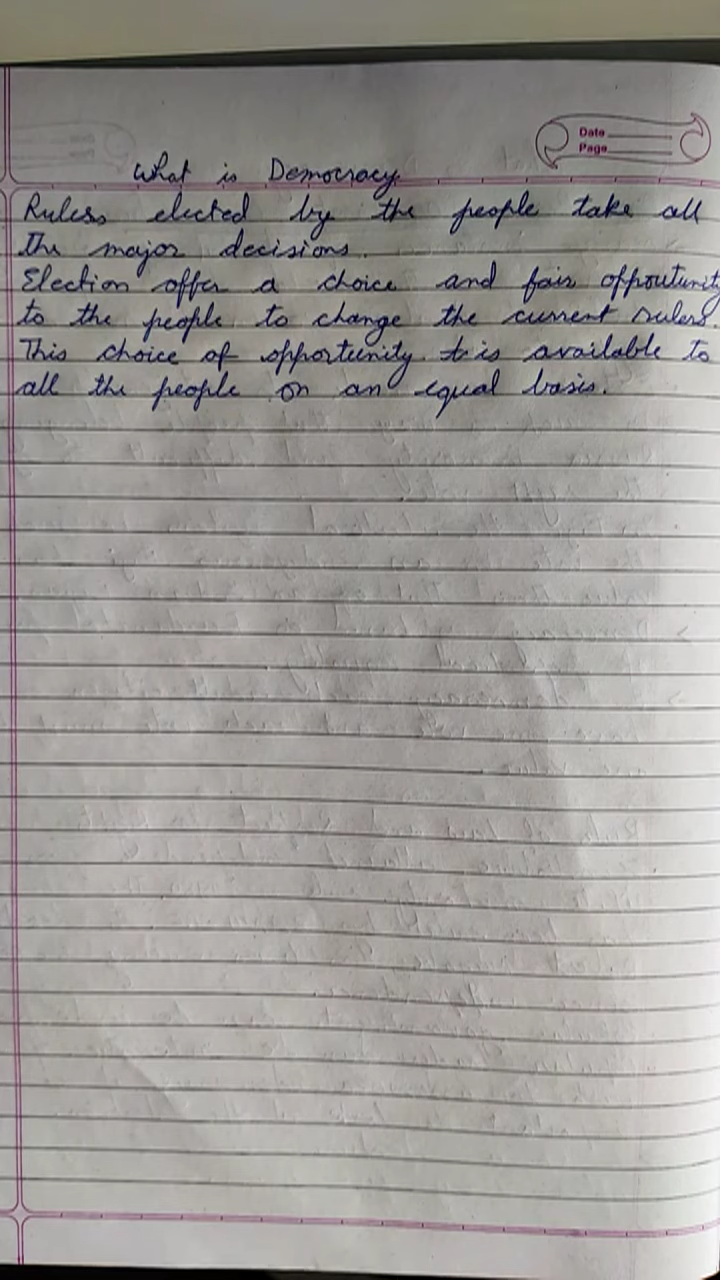 Date
Page
What is Democracy.
Rulers elected by the people take all
the major decisions.
Election offer a choice and fair opportunity
to the people to change the current rulers.
This choice of opportunity is available to
all the people on an equal basis.